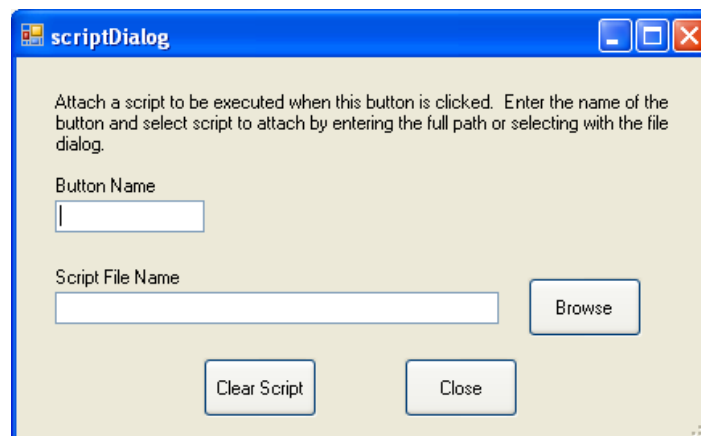 scriptDialog
Attach a script to be executed when this button is clicked.  Enter the name of the
button and select script to attach by entering the full path or selecting with the file
dialog.
Button Name
Script File Name
Browse
Clear Script
Close